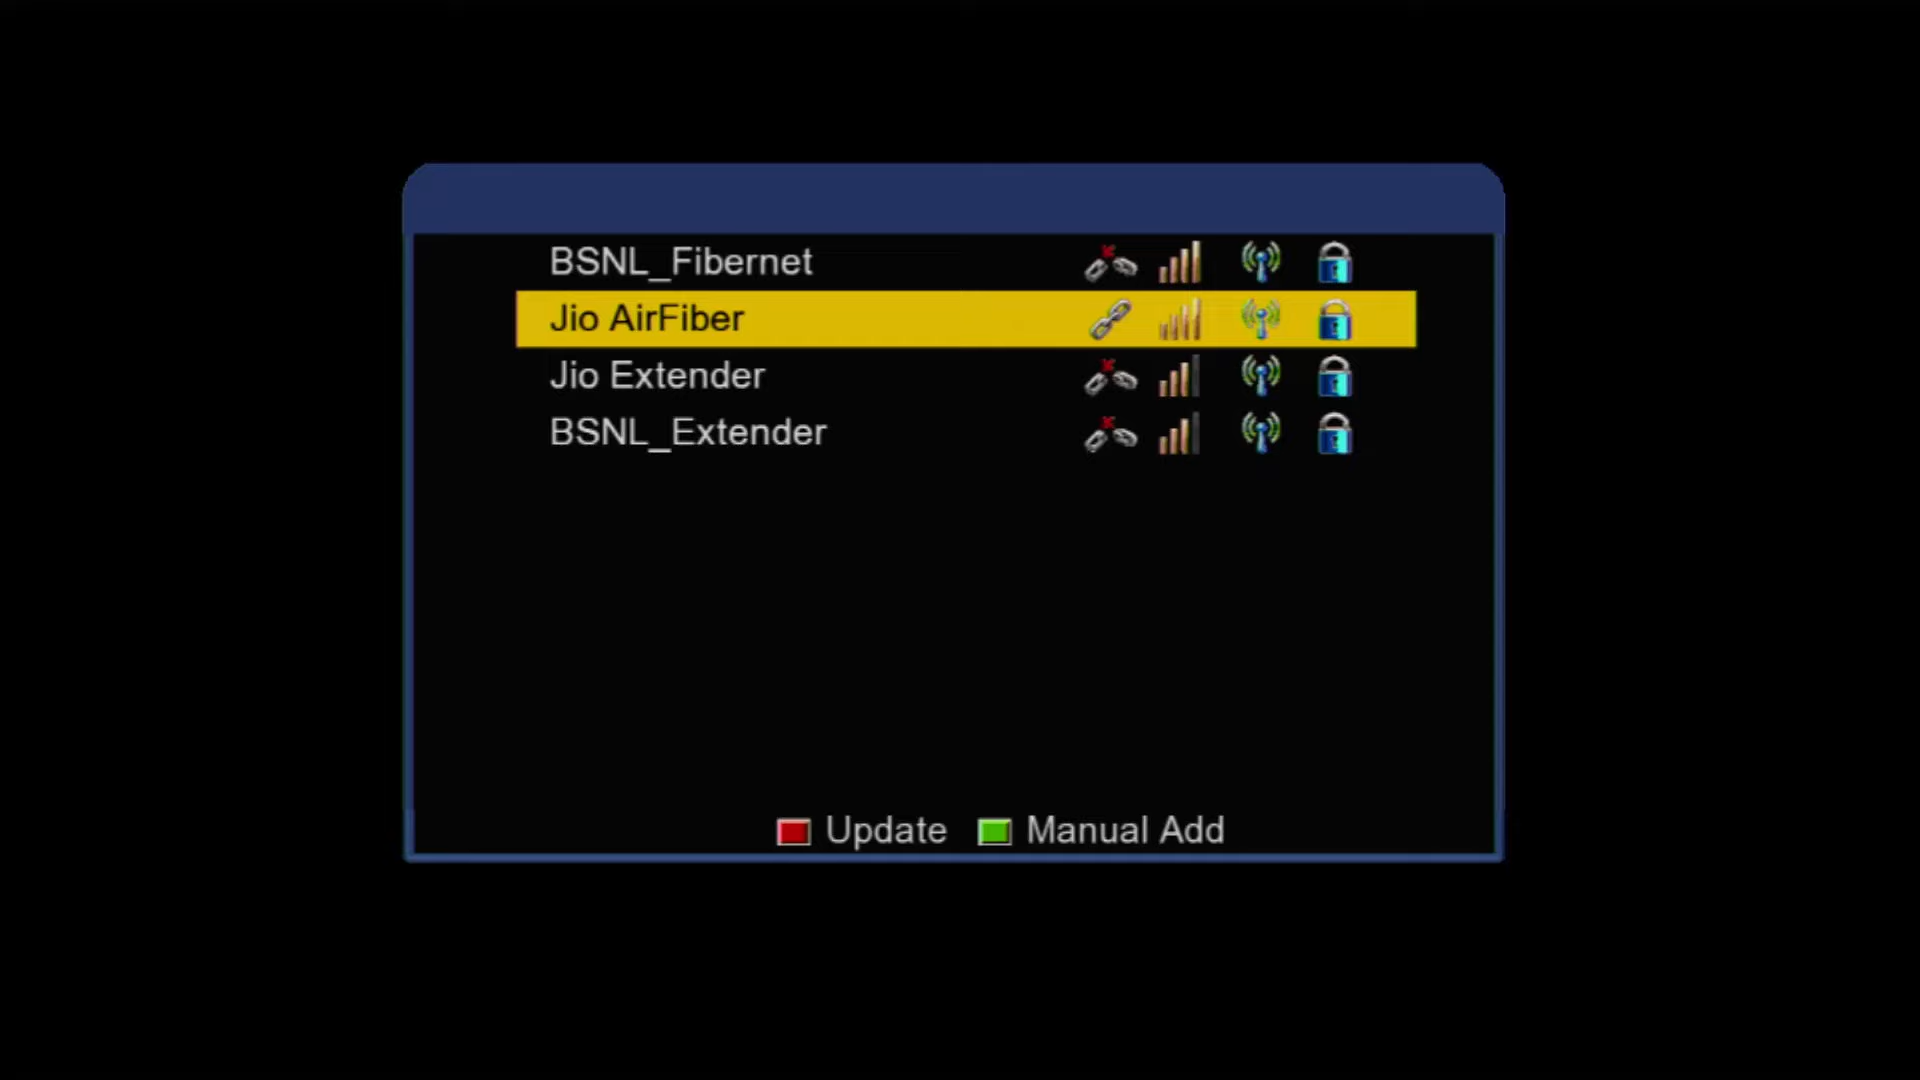 BSNL_Fibernet
Jio AirFiber
Jio Extender
BSNL_Extender
Update Manual Add